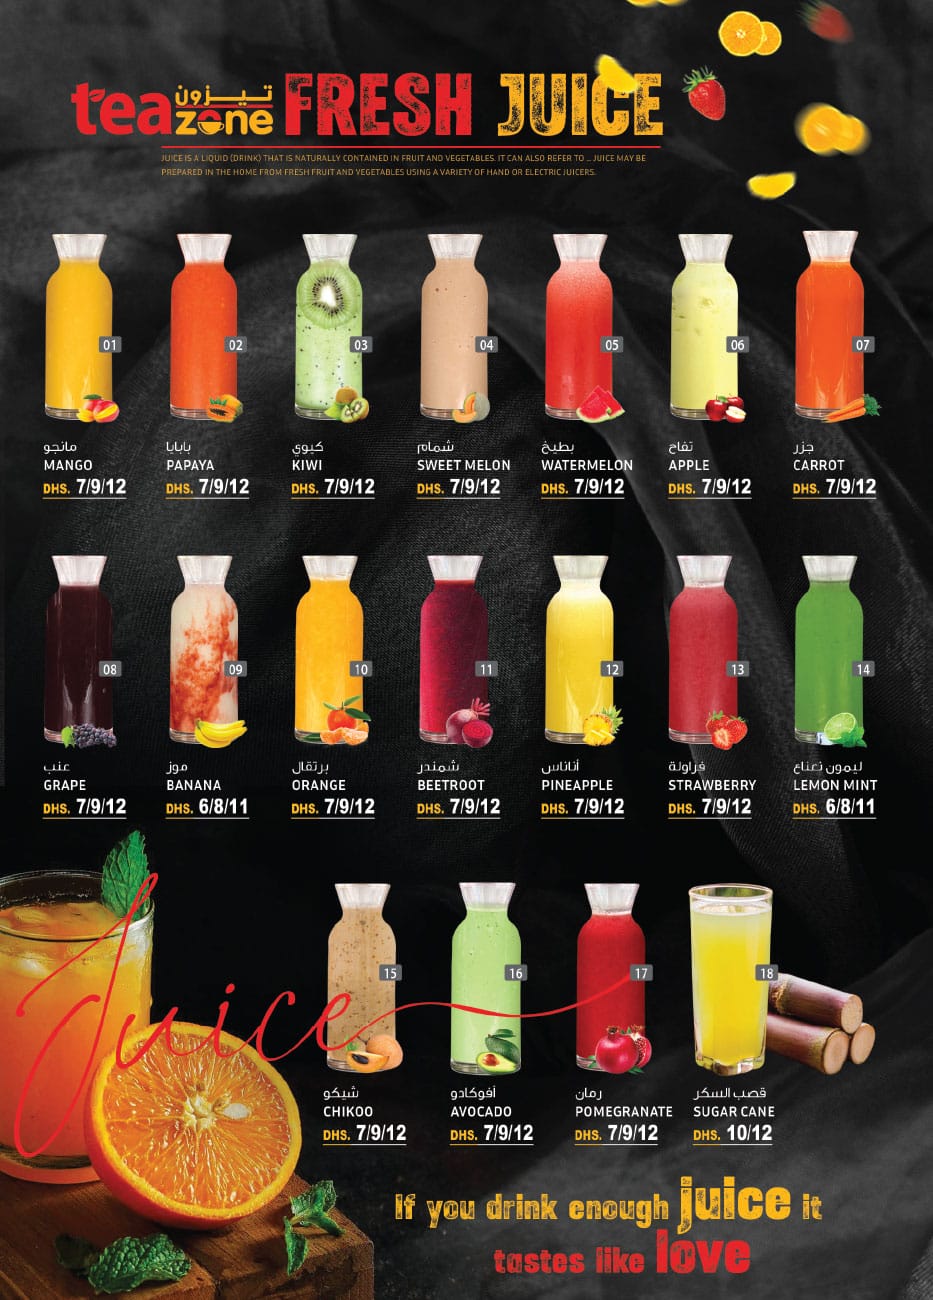 tea تيزون zone FRESH JUICE
JUICE IS A LIQUID (DRINK) THAT IS NATURALLY CONTAINED IN FRUIT AND VEGETABLES. IT CAN ALSO REFER TO ... JUICE MAY BE
PREPARED IN THE HOME FROM FRESH FRUIT AND VEGETABLES USING A VARIETY OF HAND OR ELECTRIC JUICERS.
01
مانجو
MANGO
DHS. 7/9/12
02
بابايا
PAPAYA
DHS. 7/9/12
03
كيوي
KIWI
DHS. 7/9/12
04
شمام
SWEET MELON
DHS. 7/9/12
05
بطيخ
WATERMELON
DHS. 7/9/12
06
تفاح
APPLE
DHS. 7/9/12
07
جزر
CARROT
DHS. 7/9/12
08
عنب
GRAPE
DHS. 7/9/12
09
موز
BANANA
DHS. 6/8/11
10
برتقال
ORANGE
DHS. 7/9/12
11
شمندر
BEETROOT
DHS. 7/9/12
12
أناناس
PINEAPPLE
DHS. 7/9/12
13
فراولة
STRAWBERRY
DHS. 7/9/12
14
ليمون نعناع
LEMON MINT
DHS. 6/8/11
Juice
15
شيكو
CHIKOO
DHS. 7/9/12
16
أفوكادو
AVOCADO
DHS. 7/9/12
17
رمان
POMEGRANATE
DHS. 7/9/12
18
قصب السكر
SUGAR CANE
DHS. 10/12
If you drink enough juice it
tastes like love